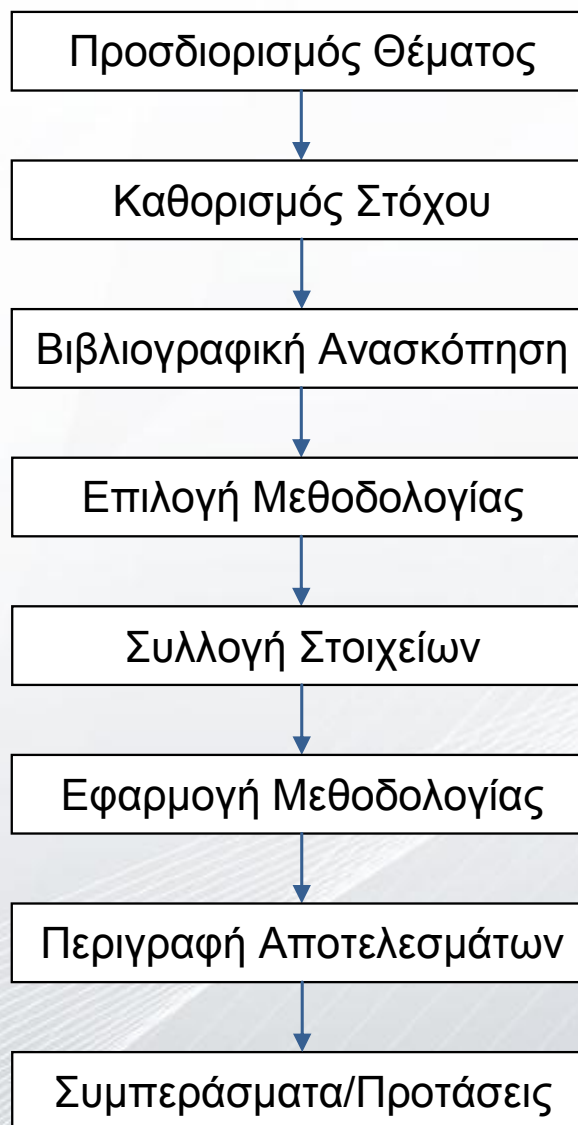 Προσδιορισμός Θέματος
Καθορισμός Στόχου
Βιβλιογραφική Ανασκόπηση
Επιλογή Μεθοδολογίας
Συλλογή Στοιχείων
Εφαρμογή Μεθοδολογίας
Περιγραφή Αποτελεσμάτων
Συμπεράσματα/Προτάσεις